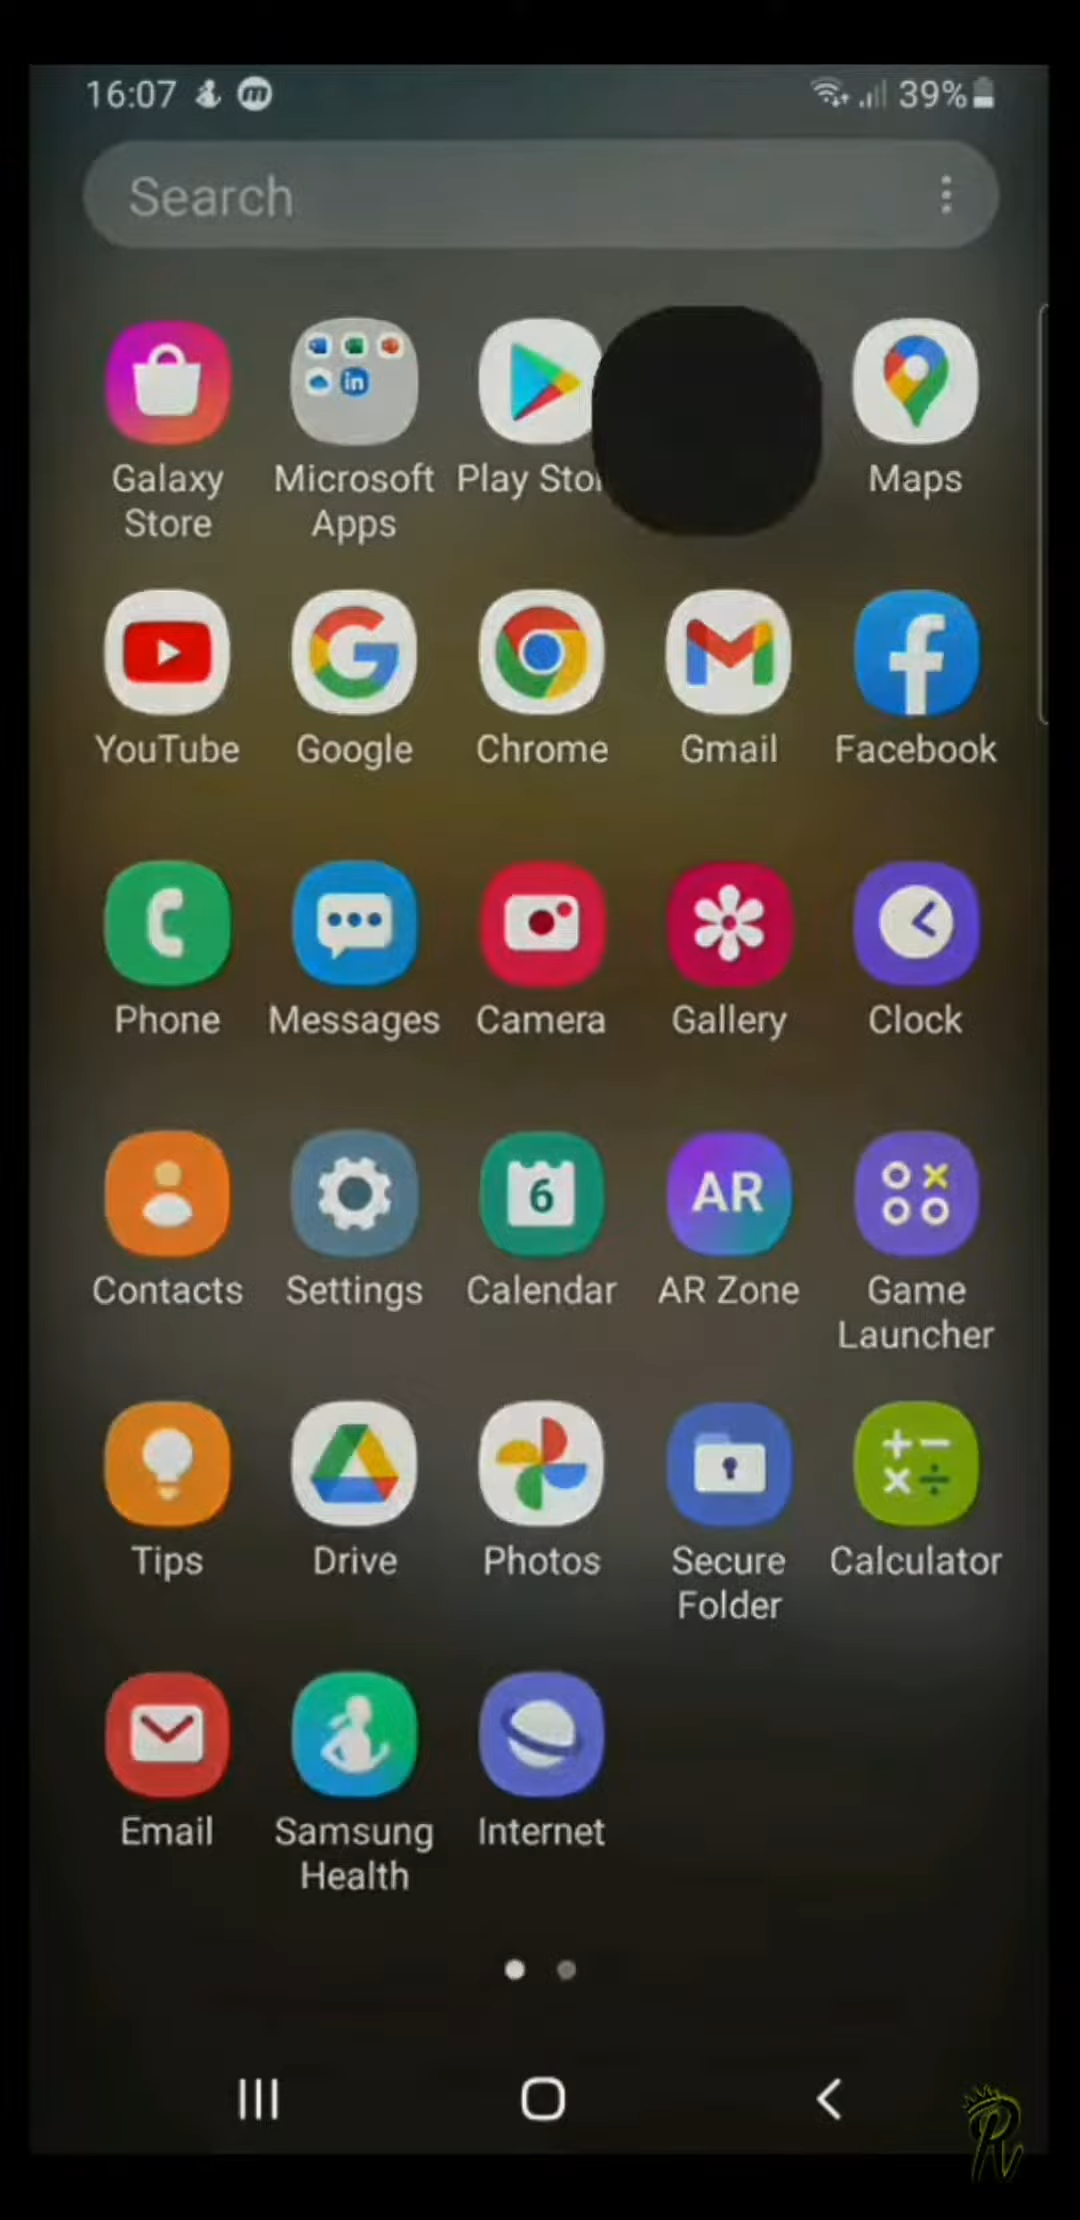 16:07 39%
Search
Galaxy Store
Microsoft Apps
in
Maps
YouTube
Google
Chrome
Gmail
Facebook
Phone
Messages
Camera
Gallery
Clock
Contacts
Settings
6
Calendar
AR
AR Zone
Game Launcher
Tips
Drive
Photos
Secure Folder
Calculator
Email
Samsung Health
Internet